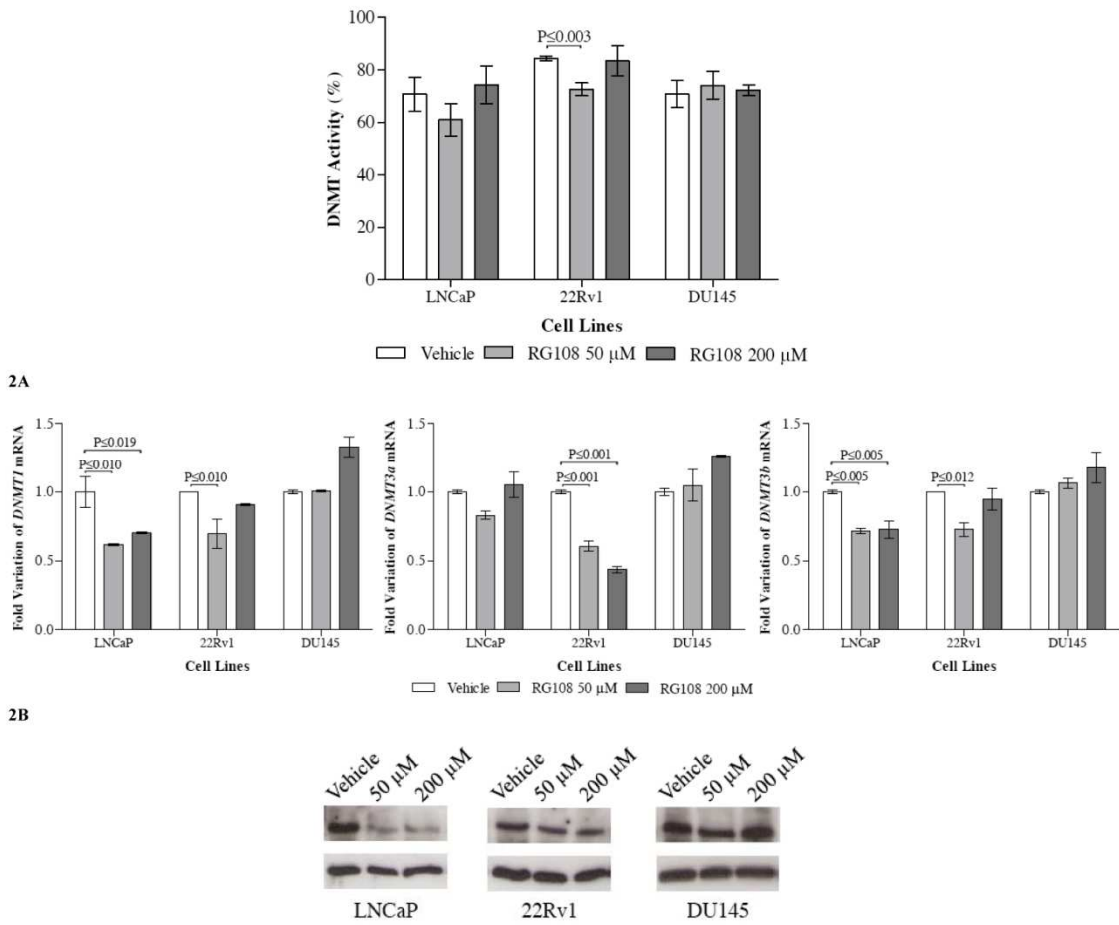 100
80
60
40
20
0
DNMT Activity (%)
P≤0.003
LNCaP 22Rv1 DU145
Cell Lines
Vehicle RG108 50 µM RG108 200 µM
2A
1.5
1.0
0.5
0.0
Fold Variation of DNMT1 mRNA
P≤0.019
P≤0.010
P≤0.010
LNCaP 22Rv1 DU145
Cell Lines
1.5
1.0
0.5
0.0
Fold Variation of DNMT3a mRNA
P≤0.001
P≤0.001
LNCaP 22Rv1 DU145
Cell Lines
1.5
1.0
0.5
0.0
Fold Variation of DNMT3b mRNA
P≤0.005
P≤0.005
P≤0.012
LNCaP 22Rv1 DU145
Cell Lines
Vehicle RG108 50 µM RG108 200 µM
2B
Vehicle 50 µM 200 µM
Vehicle 50 µM 200 µM
Vehicle 50 µM 200 µM
LNCaP 22Rv1 DU145